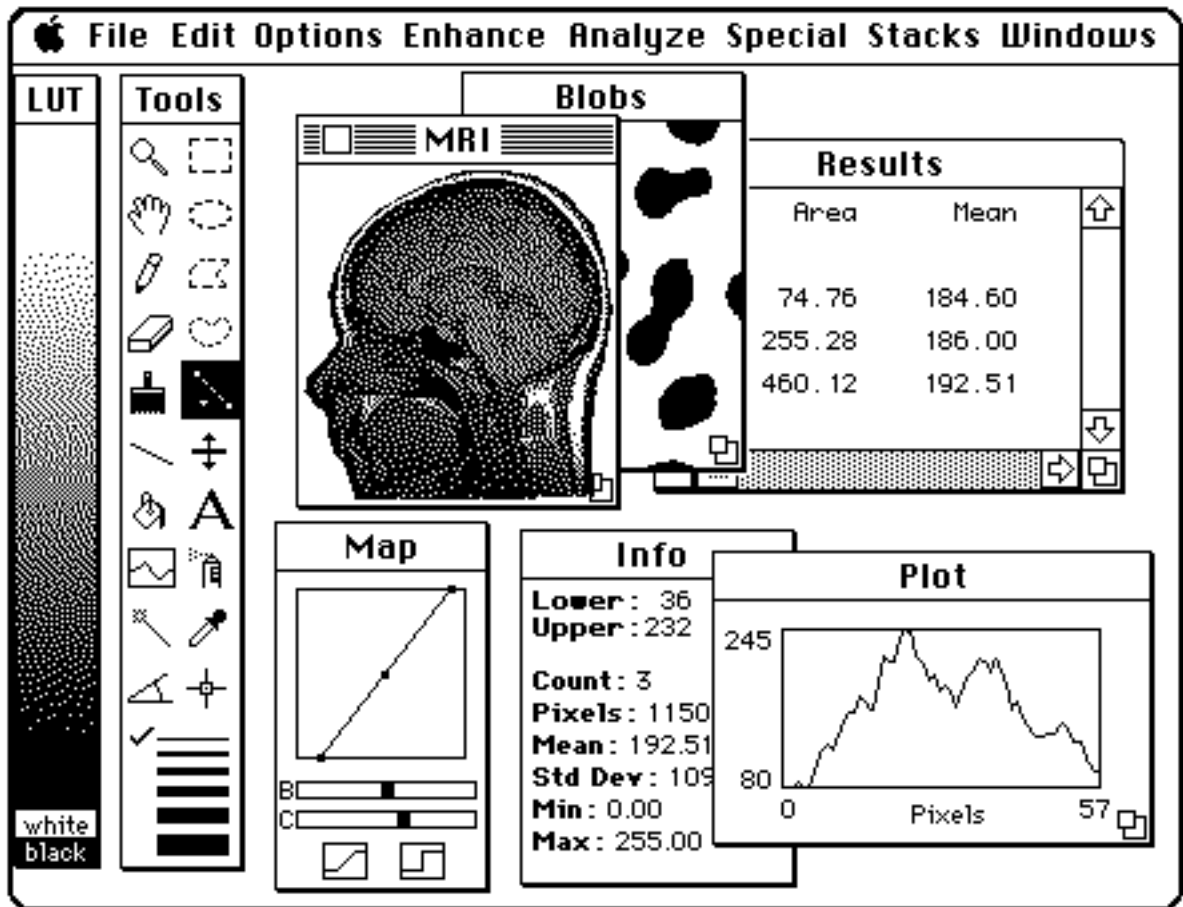 File Edit Options Enhance Analyze Special Stacks Windows
LUT
white
black
Tools
A
MRI
Blobs
Results
Area Mean
74.76 184.60
255.28 186.00
460.12 192.51
Map
B
C
Info
Lower: 36
Upper:232
Count: 3
Pixels: 1150
Mean: 192.51
Std Dev: 109
Min: 0.00
Max: 255.00
Plot
245
80
0 Pixels 57